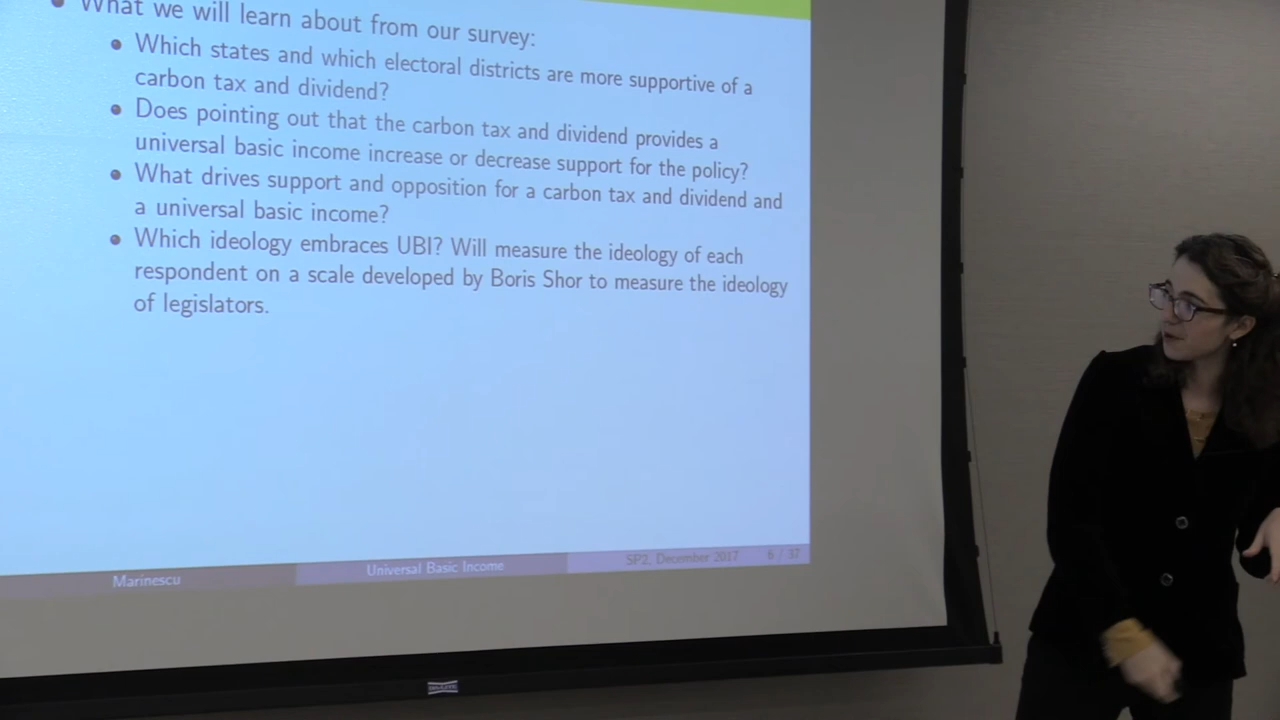 What we will learn about from our survey:
Which states and which electoral districts are more supportive of a
carbon tax and dividend?
Does pointing out that the carbon tax and dividend provides a
universal basic income increase or decrease support for the policy?
What drives support and opposition for a carbon tax and dividend and
a universal basic income?
Which ideology embraces UBI? Will measure the ideology of each
respondent on a scale developed by Boris Shor to measure the ideology
of legislators.
Marinescu
Universal Basic Income
SP2, December 2017
6 / 37